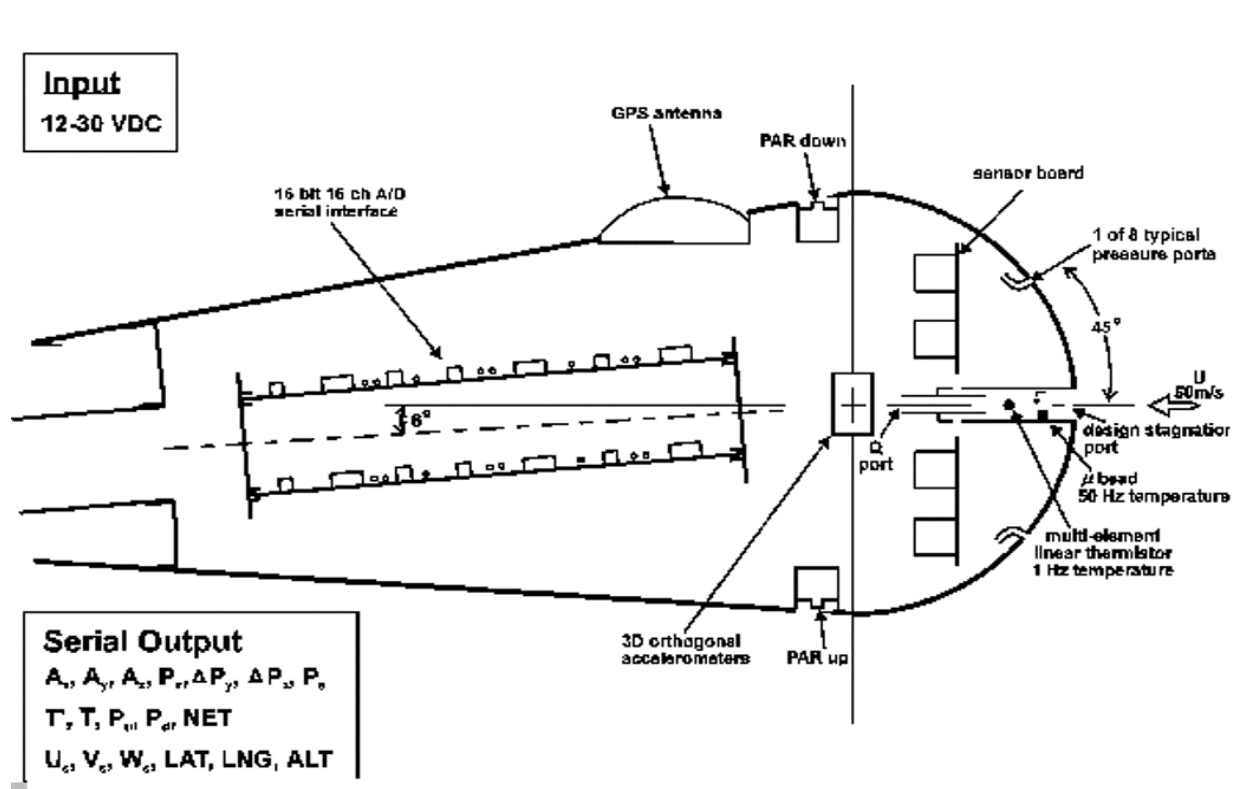 Input
12-30 VDC
GPS antenna
PAR down
sensor board
16 bit 16 ch A/D
serial interface
1 of 8 typical
pressure ports
45°
U
50m/s
6°
design stagnation
port
Q
port
μ bead
50 Hz temperature
multi-element
linear thermistor
1 Hz temperature
3D orthogonal
accelerometers
PAR up
Serial Output
NET
LAT, LNG, ALT